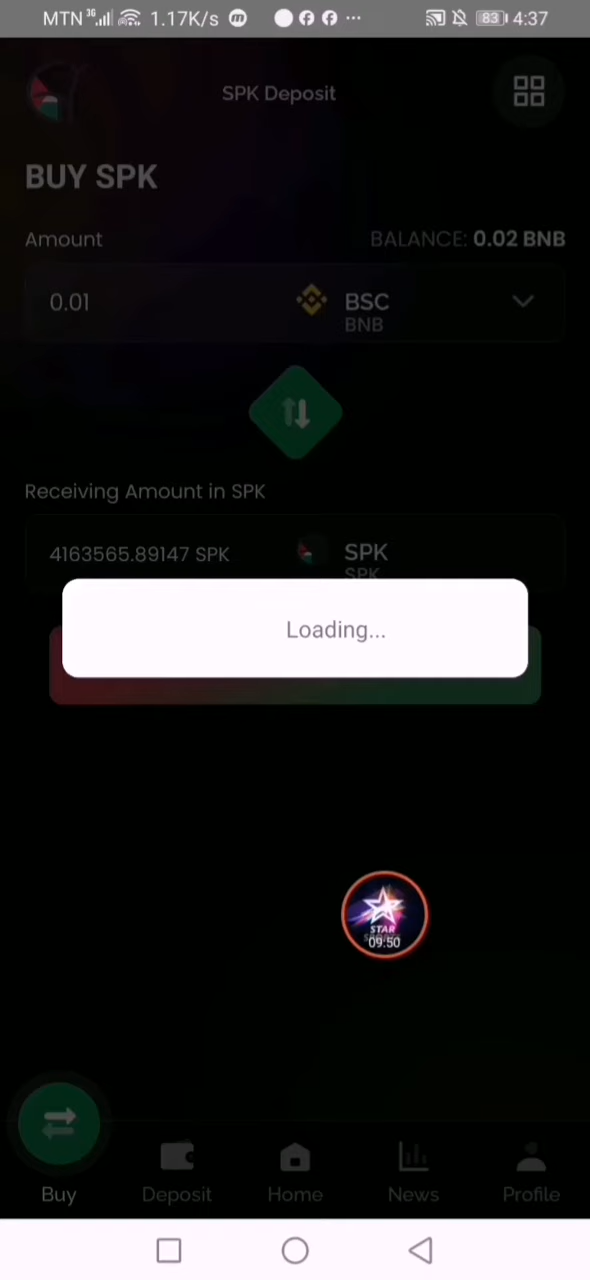 MTN 3G 1.17K/s 83 4:37
SPK Deposit
BUY SPK
Amount BALANCE: 0.02 BNB
0.01 BSC
BNB
Receiving Amount in SPK
4163565.89147 SPK SPK
SPK
Loading...
STAR
09:50
Buy Deposit Home News Profile